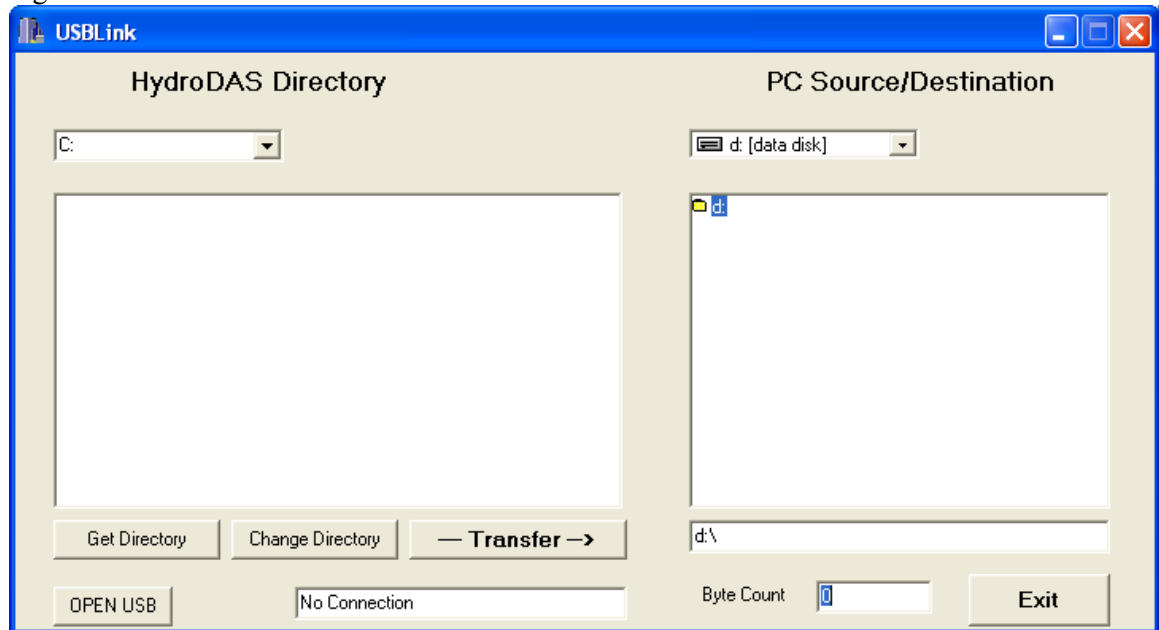 USBLink
HydroDAS Directory
PC Source/Destination
C:
d: [data disk]
d:
Get Directory
Change Directory
— Transfer –>
d:\
OPEN USB
No Connection
Byte Count
0
Exit